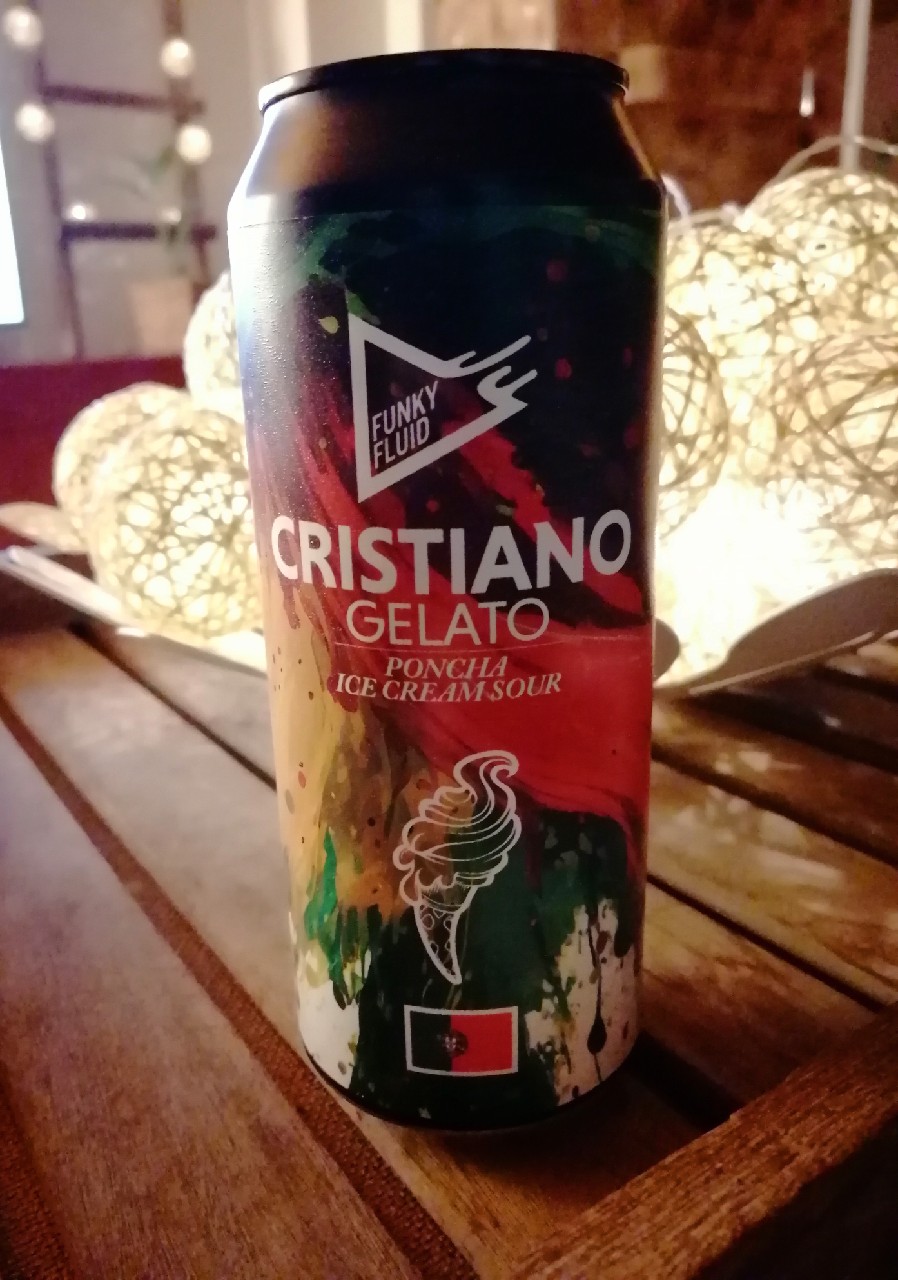 FUNKY
FLUID
CRISTIANO
GELATO
PONCHA
ICE CREAM SOUR